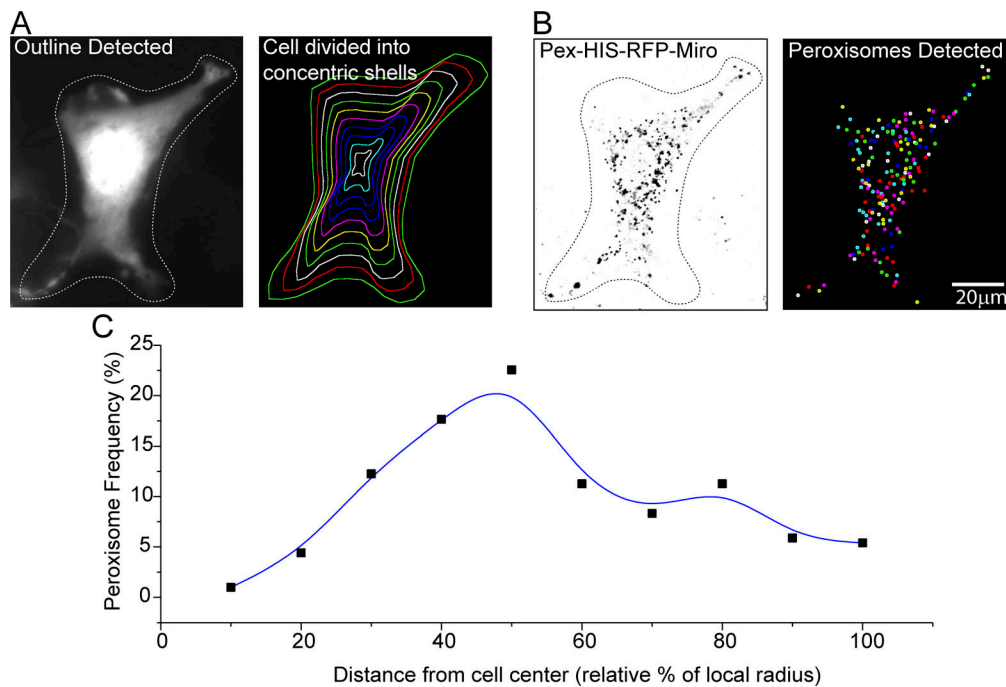 A
Outline Detected
Cell divided into
concentric shells
B
Pex-HIS-RFP-Miro
Peroxisomes Detected
20μm
C
Peroxisome Frequency (%)
25
20
15
10
5
0
0 20 40 60 80 100
Distance from cell center (relative % of local radius)